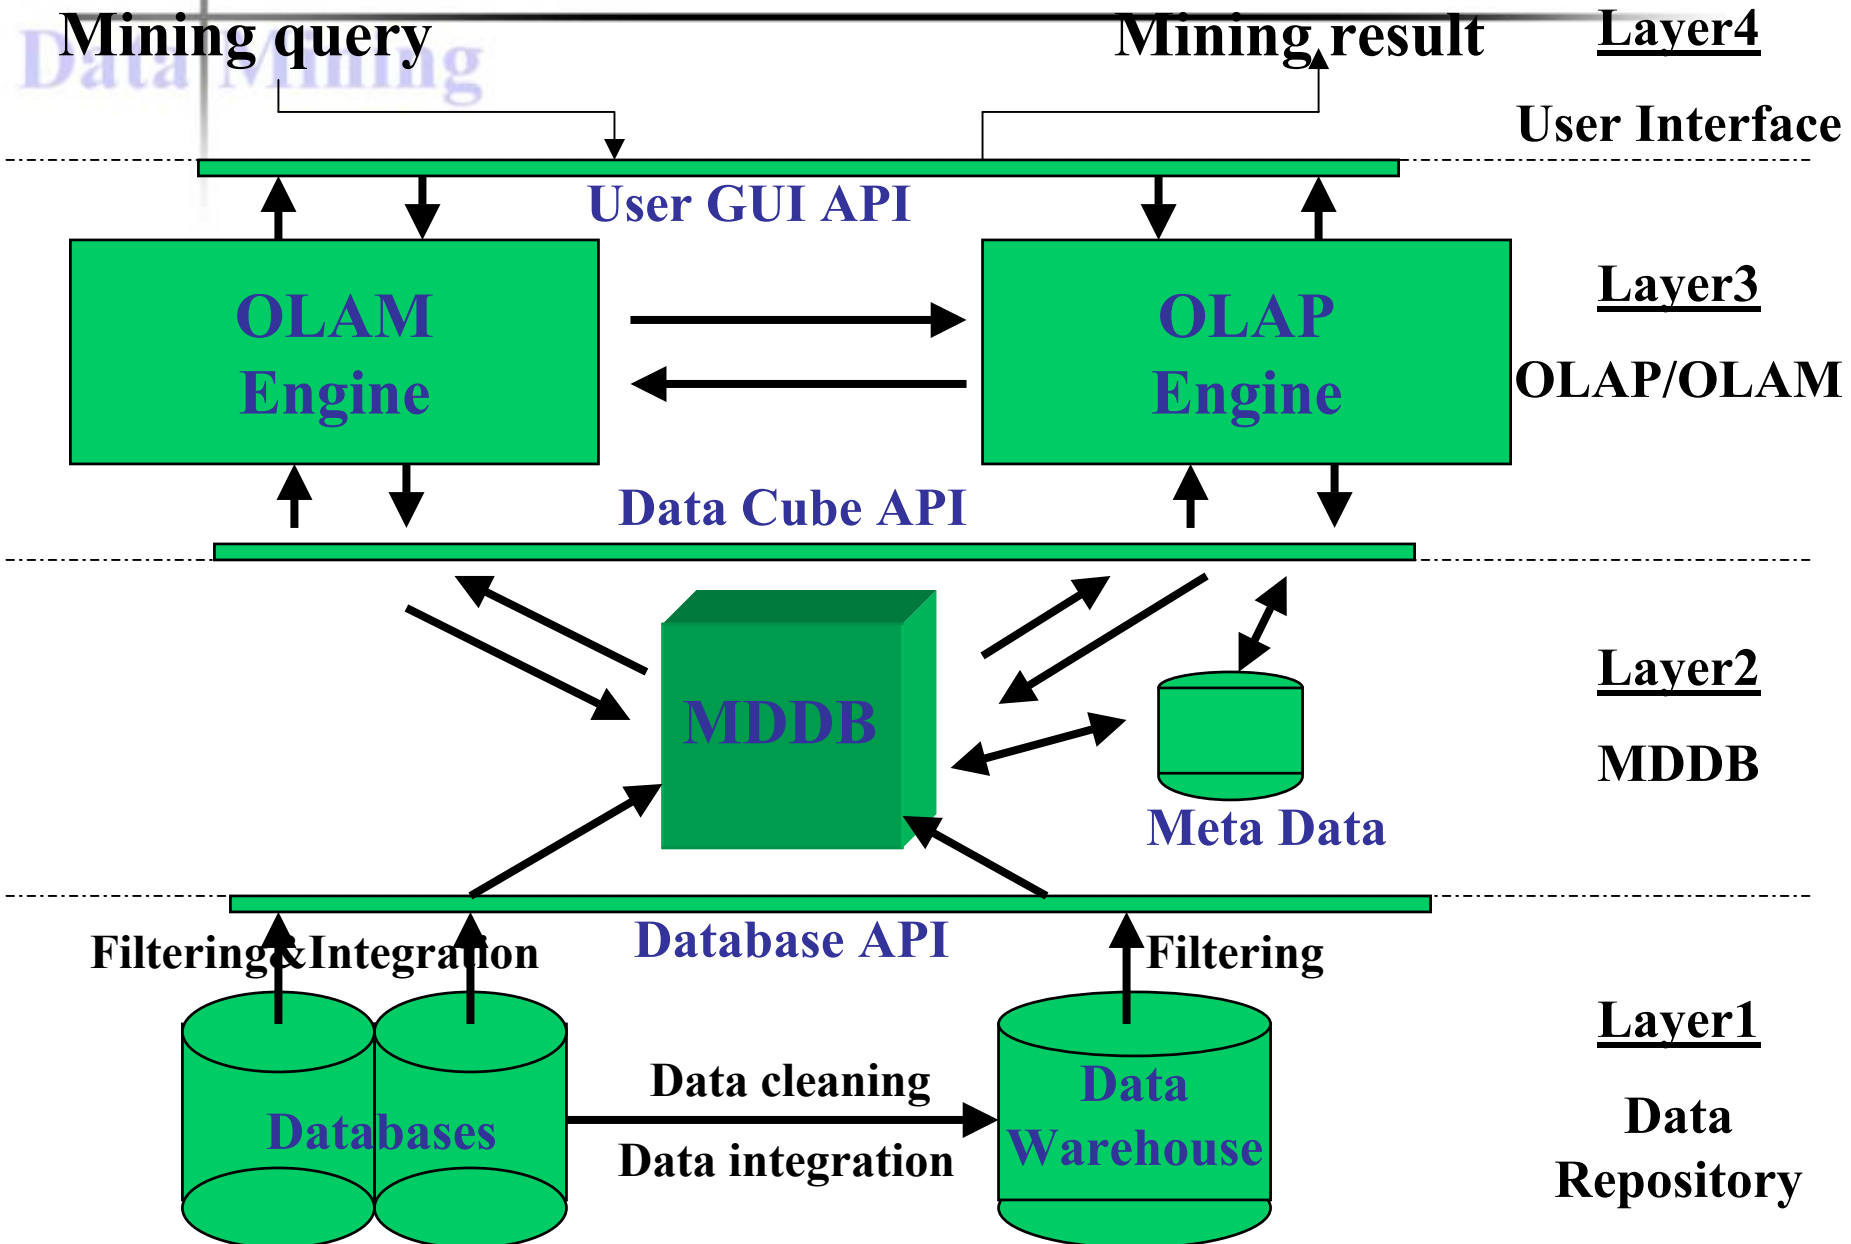 Data Mining
Mining query
Mining result
Layer4
User Interface
User GUI API
OLAM
Engine
OLAP
Engine
Layer3
OLAP/OLAM
Data Cube API
MDDB
Meta Data
Layer2
MDDB
Filtering&Integration
Database API
Filtering
Databases
Data cleaning
Data integration
Data
Warehouse
Layer1
Data
Repository